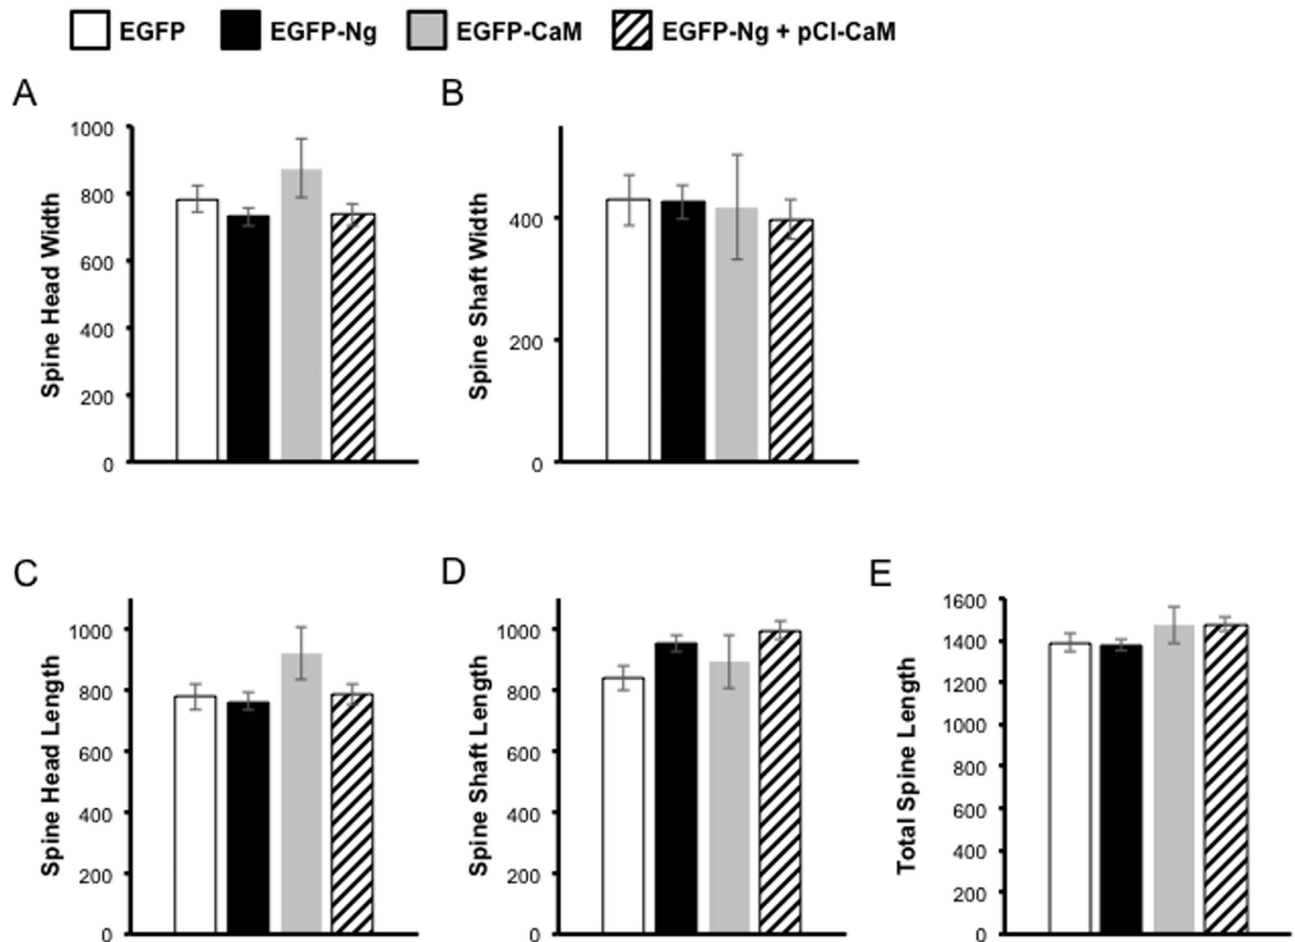 EGFP EGFP-Ng EGFP-CaM EGFP-Ng + pCI-CaM
A
Spine Head Width
1000
800
600
400
200
0
B
Spine Shaft Width
400
200
0
C
Spine Head Length
1000
800
600
400
200
0
D
Spine Shaft Length
1000
800
600
400
200
0
E
Total Spine Length
1600
1400
1200
1000
800
600
400
200
0